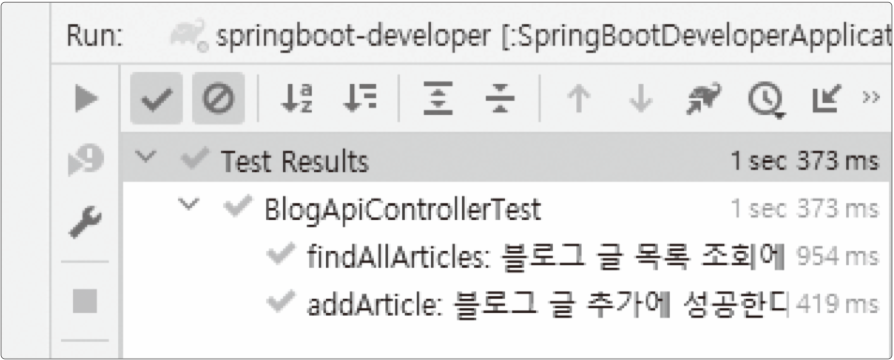 Run: springboot-developer [:SpringBootDeveloperApplicat
Test Results 1 sec 373 ms
BlogApiControllerTest 1 sec 373 ms
findAllArticles: 블로그 글 목록 조회에 954 ms
addArticle: 블로그 글 추가에 성공한다 419 ms